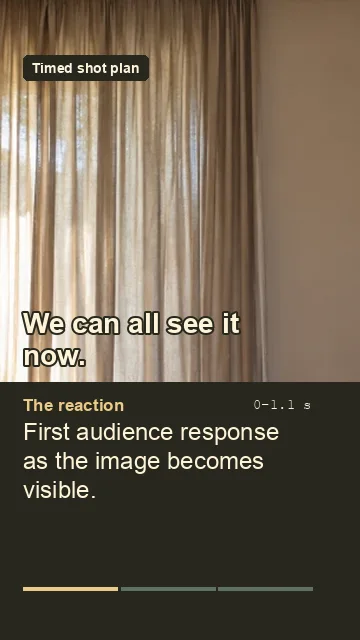 Timed shot plan
We can all see it
now.
The reaction
0–1.1 s
First audience response
as the image becomes
visible.